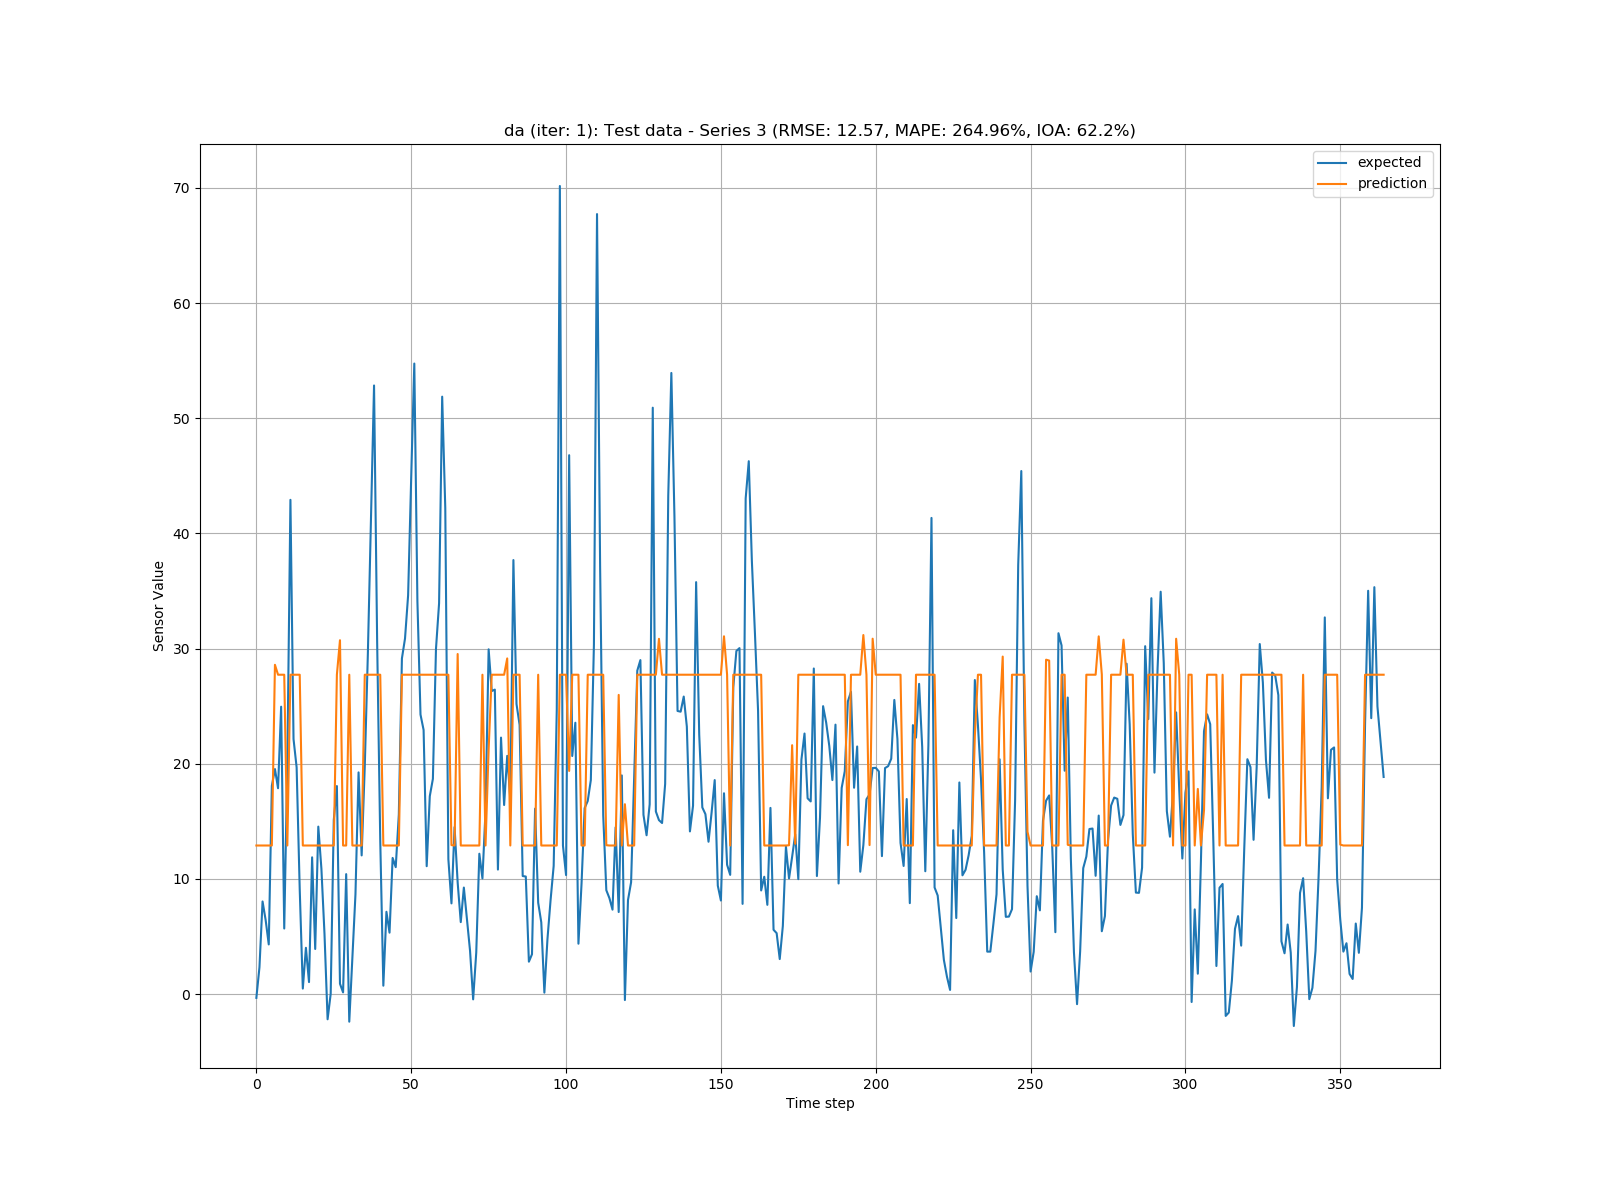 da (iter: 1): Test data - Series 3 (RMSE: 12.57, MAPE: 264.96%, IOA: 62.2%)
expected
prediction
70
60
50
40
30
20
10
0
Sensor Value
0 50 100 150 200 250 300 350
Time step